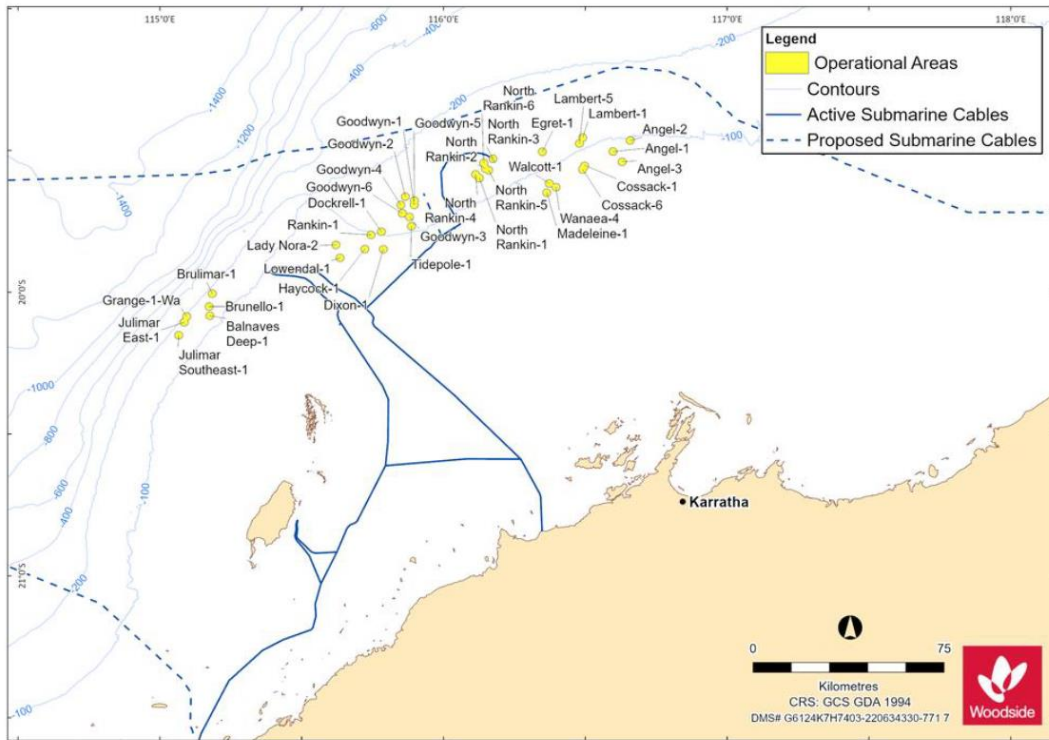 115°0'E
116°0'E
117°0'E
118°0'E
-600
-400
-400
-200
-1400
-1200
-200
-100
Legend
Operational Areas
Contours
Active Submarine Cables
Proposed Submarine Cables
North
Rankin-6
Lambert-5
Lambert-1
Goodwyn-1
Goodwyn-5
North
Rankin-3
Egret-1
Angel-2
Goodwyn-2
North
Rankin-2
Walcott-1
Angel-1
Goodwyn-4
Angel-3
Goodwyn-6
Cossack-1
Dockrell-1
North
Rankin-4
North
Rankin-5
Cossack-6
Rankin-1
Wanaea-4
Goodwyn-3
North
Rankin-1
Madeleine-1
Lady Nora-2
Tidepole-1
Lowendal-1
Brulimar-1
Haycock-1
20°0'S
Grange-1-Wa
Brunello-1
Dixon-1
Julimar
East-1
Balnaves
Deep-1
Julimar
Southeast-1
-1000
-800
-600
-100
-400
-200
Karratha
21°0'S
-100
0
75
Kilometres
CRS: GCS GDA 1994
DMS# G6124K7H7403-220634330-771 7
Woodside